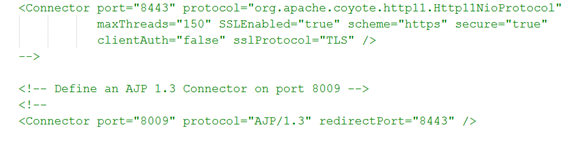 <Connector port="8443" protocol="org.apache.coyote.http11.Http11NioProtocol"
maxThreads="150" SSLEnabled="true" scheme="https" secure="true"
clientAuth="false" sslProtocol="TLS" />
-->
<!-- Define an AJP 1.3 Connector on port 8009 -->
<!--
<Connector port="8009" protocol="AJP/1.3" redirectPort="8443" />